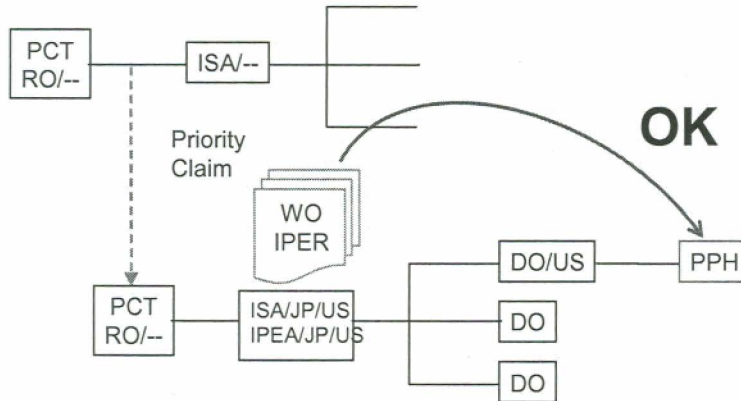 PCT
RO/--
ISA/--
Priority
Claim
OK
WO
IPER
DO/US
PPH
PCT
RO/--
ISA/JP/US
IPEA/JP/US
DO
DO